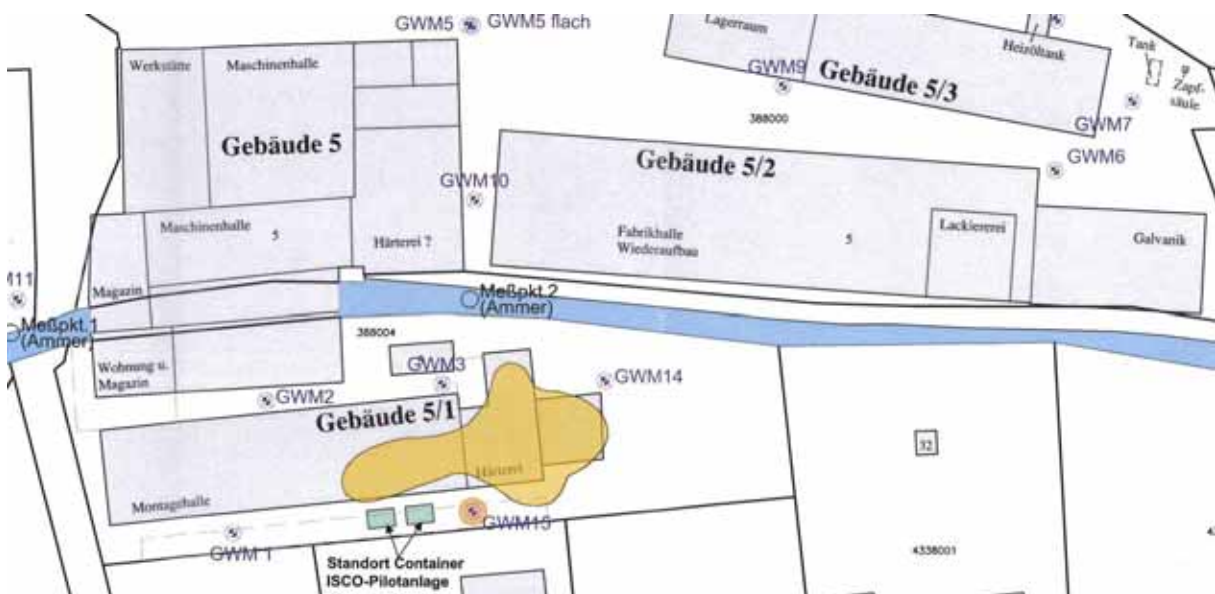 GWM5
GWM5 flach
Lagerraum
Heizöltank
Tank
Zapf-
säule
Werkstätte
Maschinenhalle
GWM9
Gebäude 5/3
GWM7
388000
Gebäude 5
Gebäude 5/2
GWM6
GWM10
Maschinenhalle
5
Härterei ?
Fabrikhalle
Wiederaufbau
5
Lackiererei
Galvanik
M11
Magazin
Meßpkt.2
(Ammer)
Meßpkt.1
(Ammer)
388004
Wohnung u.
Magazin
GWM3
GWM14
GWM2
Gebäude 5/1
32
Härterei
Montagehalle
GWM15
GWM 1
4338001
Standort Container
ISCO-Pilotanlage